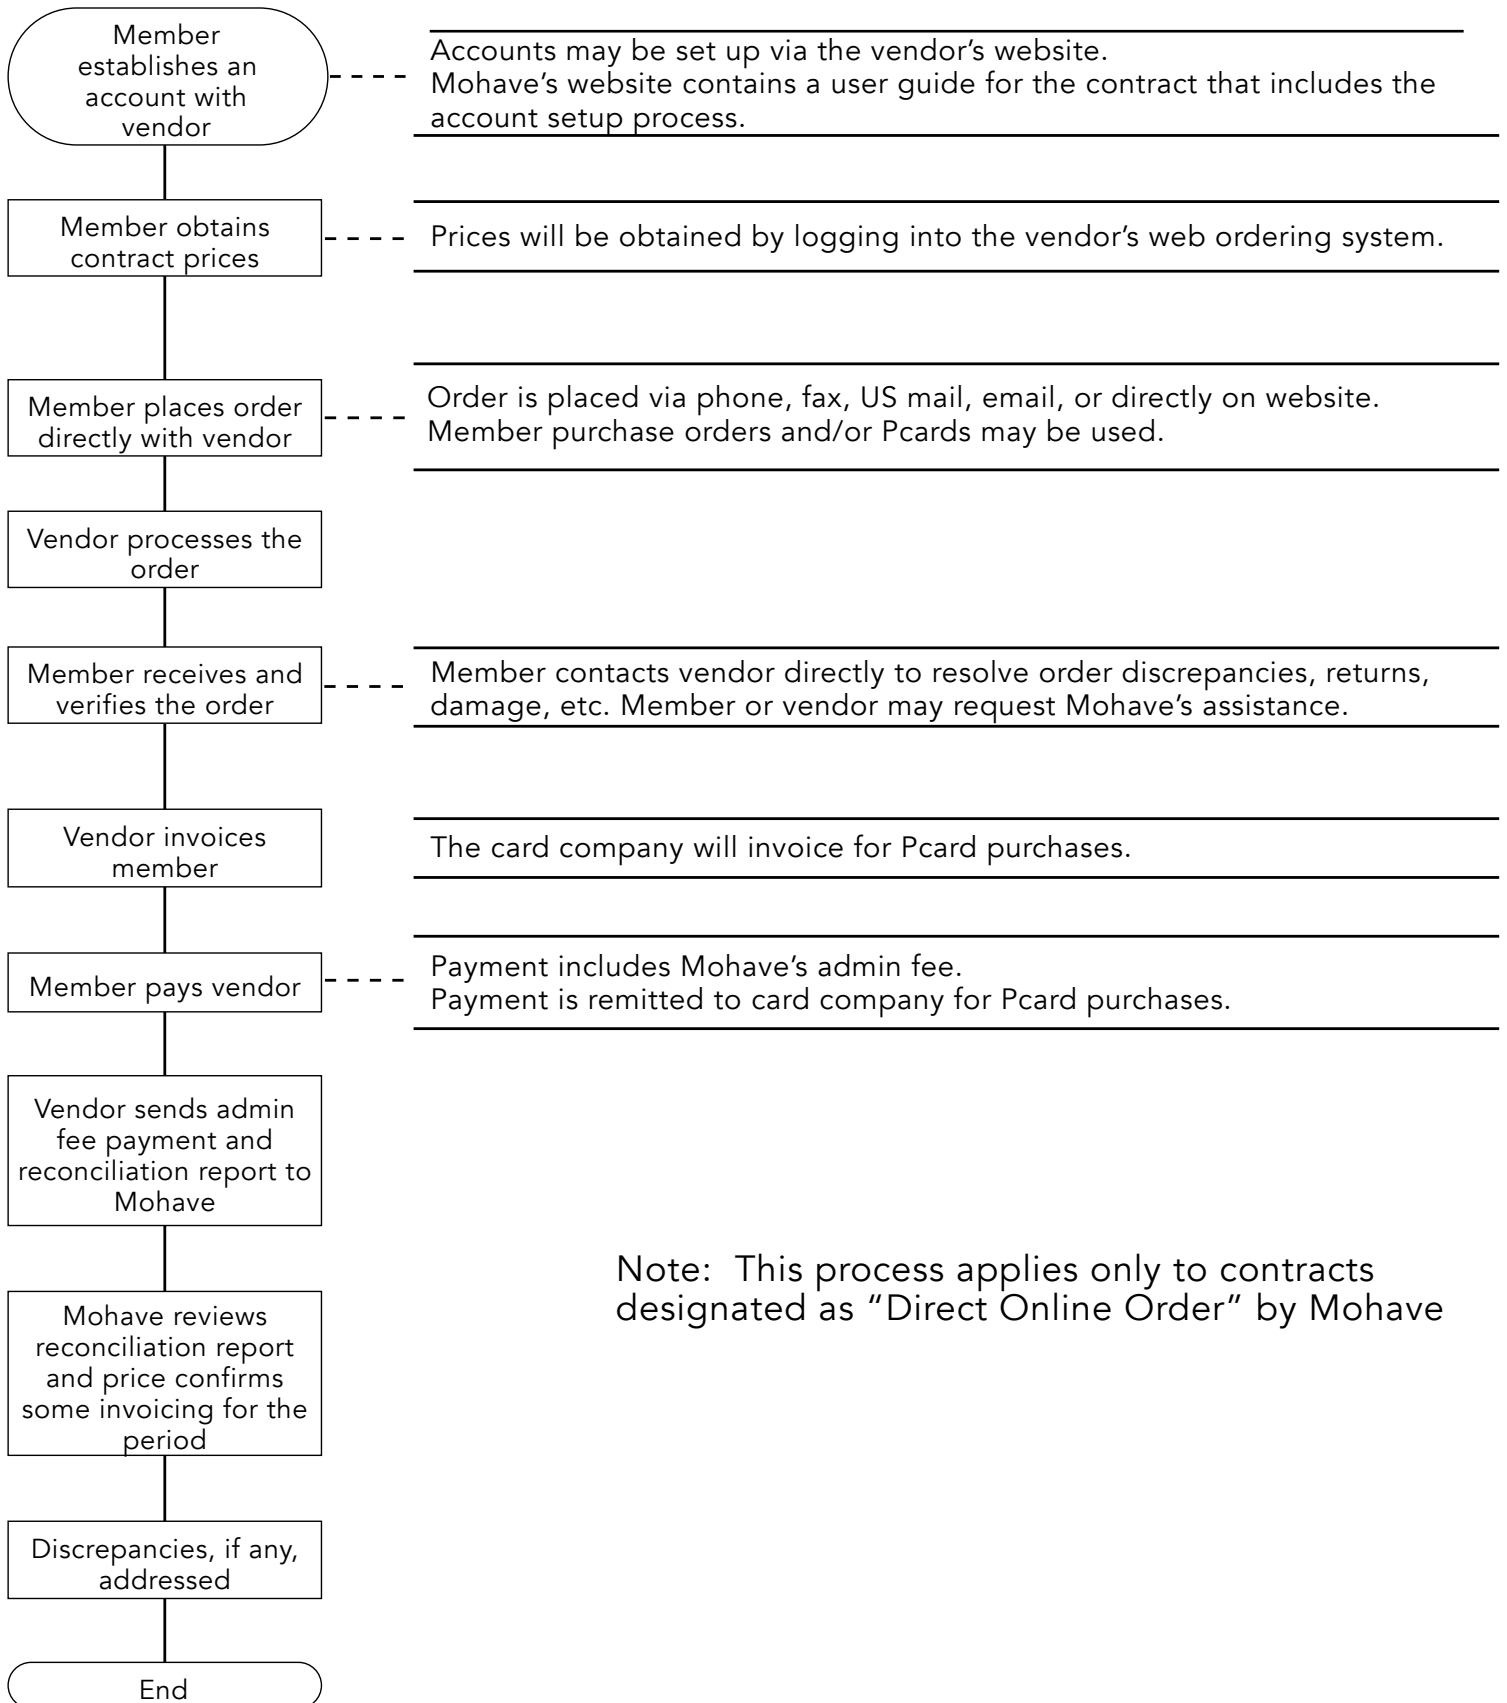 Member
establishes an
account with
vendor
Accounts may be set up via the vendor’s website.
Mohave’s website contains a user guide for the contract that includes the
account setup process.
Member obtains
contract prices
Prices will be obtained by logging into the vendor’s web ordering system.
Member places order
directly with vendor
Order is placed via phone, fax, US mail, email, or directly on website.
Member purchase orders and/or Pcards may be used.
Vendor processes the
order
Member receives and
verifies the order
Member contacts vendor directly to resolve order discrepancies, returns,
damage, etc. Member or vendor may request Mohave’s assistance.
Vendor invoices
member
The card company will invoice for Pcard purchases.
Member pays vendor
Payment includes Mohave’s admin fee.
Payment is remitted to card company for Pcard purchases.
Vendor sends admin
fee payment and
reconciliation report to
Mohave
Note:  This process applies only to contracts
designated as “Direct Online Order” by Mohave
Mohave reviews
reconciliation report
and price confirms
some invoicing for the
period
Discrepancies, if any,
addressed
End